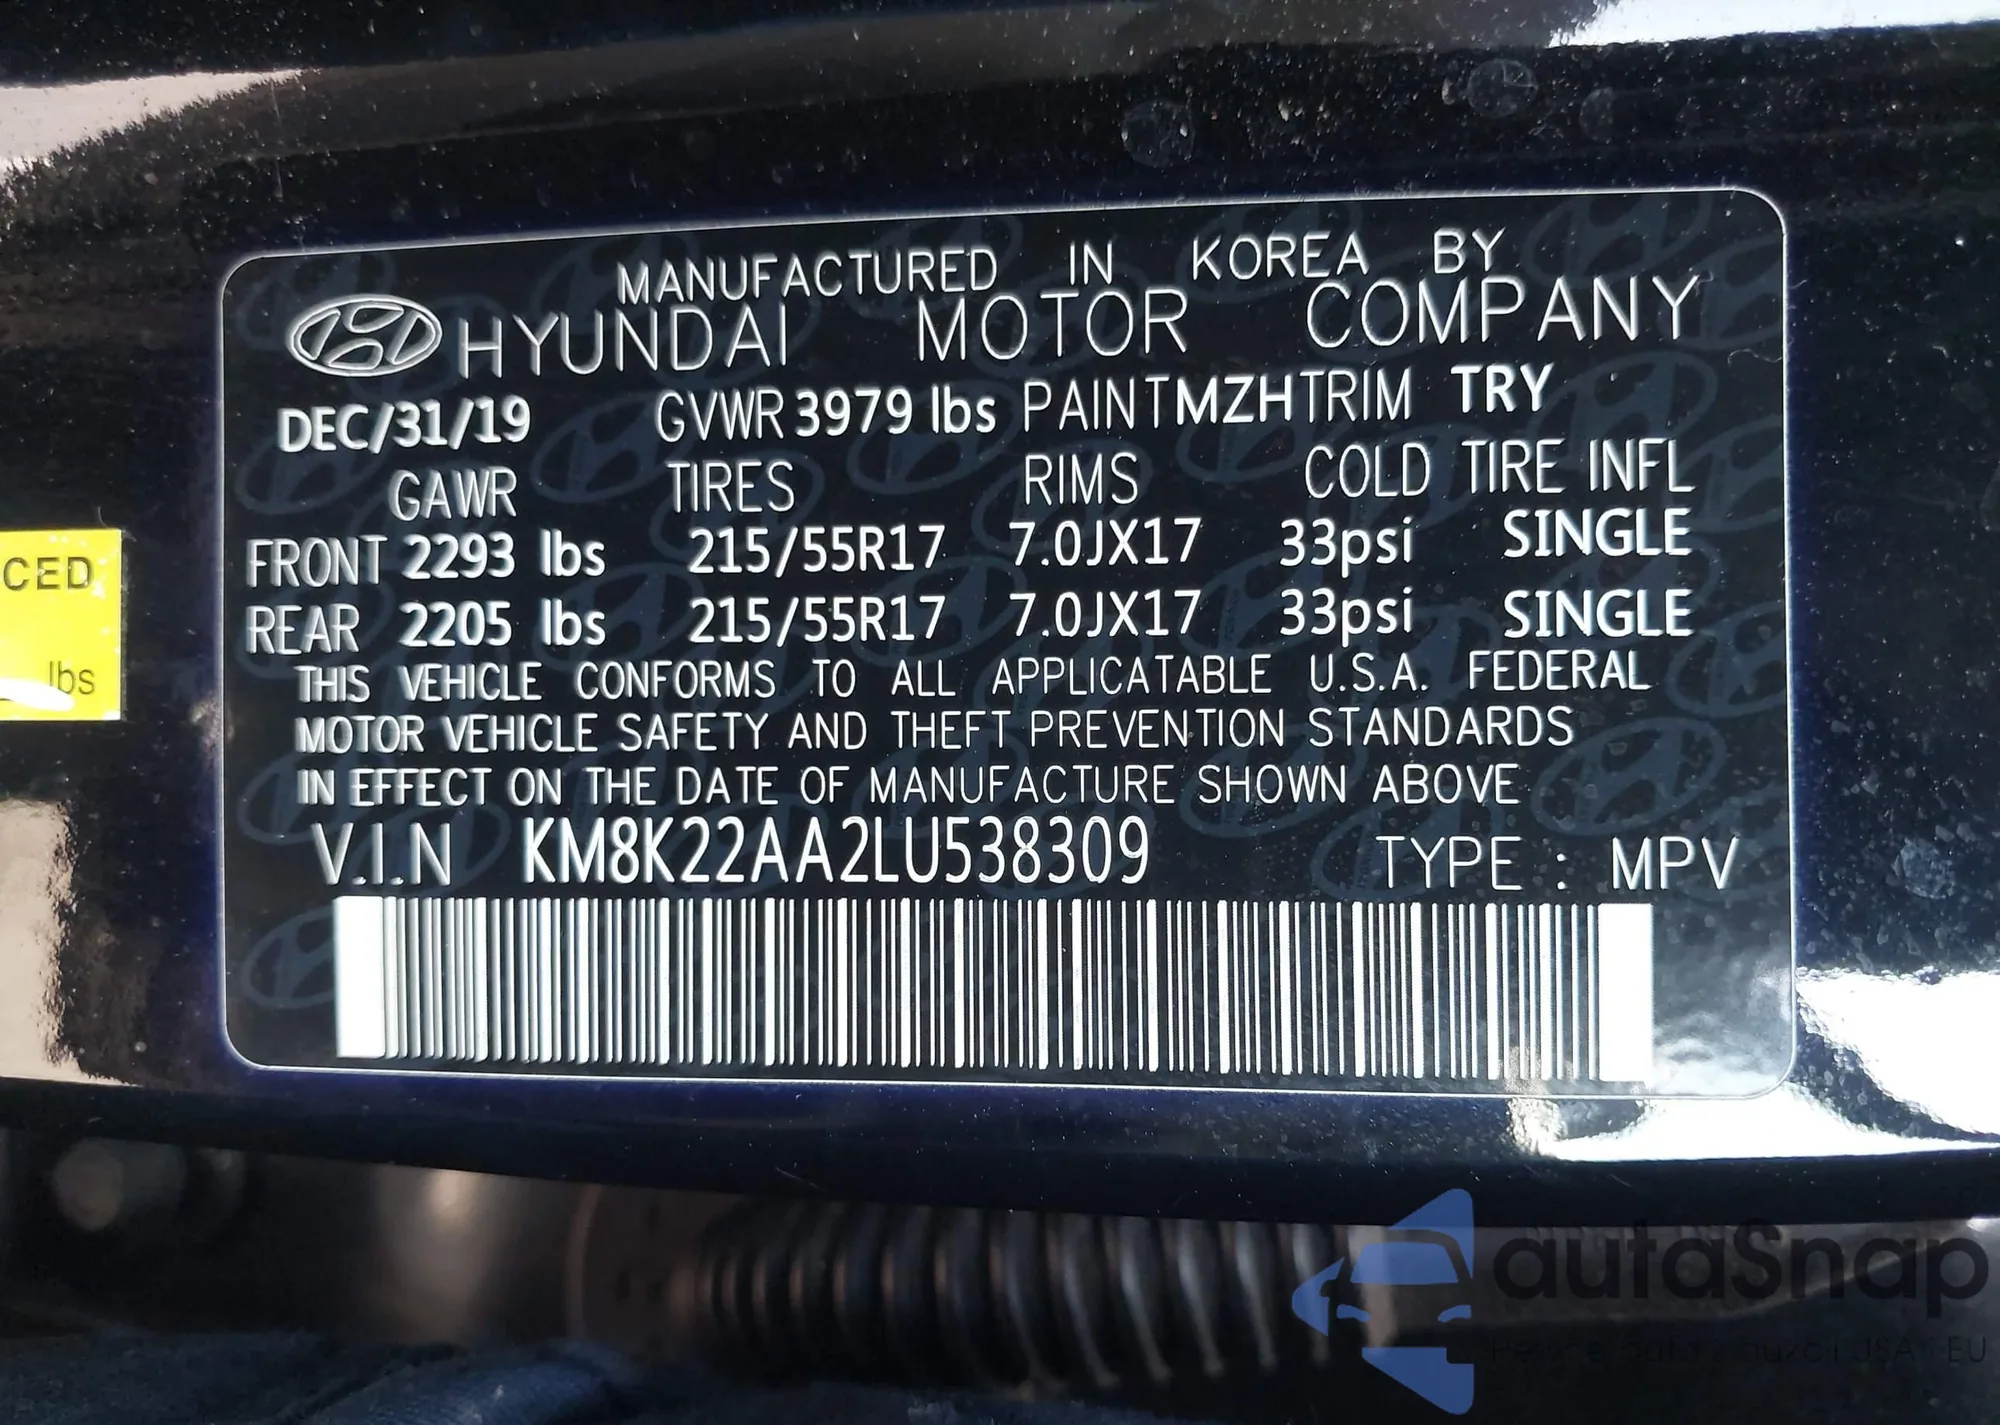 MANUFACTURED IN KOREA BY
HYUNDAI MOTOR COMPANY
DEC/31/19 GVWR 3979 lbs PAINT MZH TRIM TRY
GAWR TIRES RIMS COLD TIRE INFL
FRONT 2293 lbs 215/55R17 7.0JX17 33psi SINGLE
REAR 2205 lbs 215/55R17 7.0JX17 33psi SINGLE
THIS VEHICLE CONFORMS TO ALL APPLICATABLE U.S.A. FEDERAL
MOTOR VEHICLE SAFETY AND THEFT PREVENTION STANDARDS
IN EFFECT ON THE DATE OF MANUFACTURE SHOWN ABOVE
V.I.N KM8K22AA2LU538309 TYPE : MPV
CED
lbs
autaSnap
USA EU